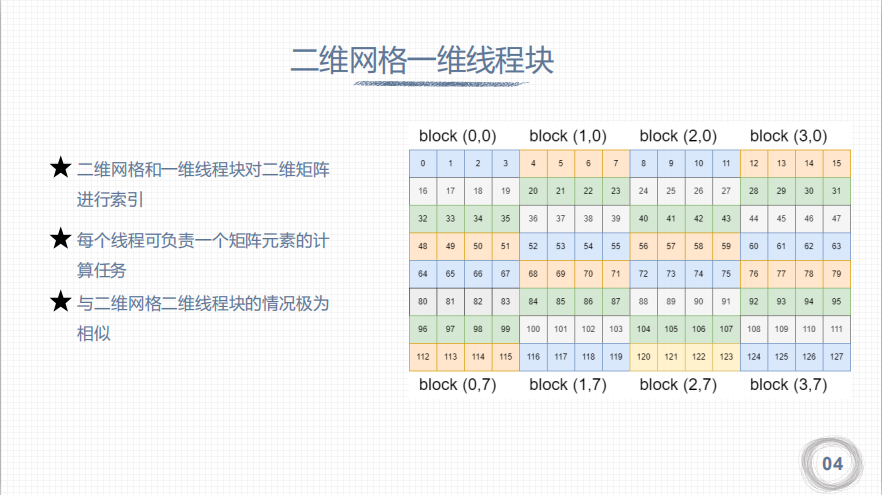 二维网格一维线程块
★ 二维网格和一维线程块对二维矩阵
进行索引
★ 每个线程可负责一个矩阵元素的计
算任务
★ 与二维网格二维线程块的情况极为
相似
block (0,0) block (1,0) block (2,0) block (3,0)
0 1 2 3 4 5 6 7 8 9 10 11 12 13 14 15
16 17 18 19 20 21 22 23 24 25 26 27 28 29 30 31
32 33 34 35 36 37 38 39 40 41 42 43 44 45 46 47
48 49 50 51 52 53 54 55 56 57 58 59 60 61 62 63
64 65 66 67 68 69 70 71 72 73 74 75 76 77 78 79
80 81 82 83 84 85 86 87 88 89 90 91 92 93 94 95
96 97 98 99 100 101 102 103 104 105 106 107 108 109 110 111
112 113 114 115 116 117 118 119 120 121 122 123 124 125 126 127
block (0,7) block (1,7) block (2,7) block (3,7)
04